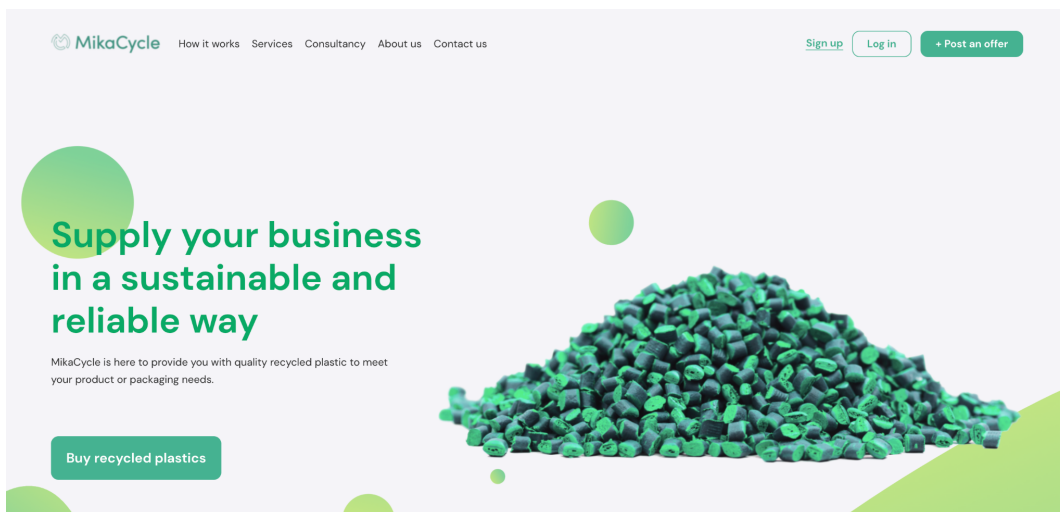 MikaCycle How it works Services Consultancy About us Contact us Sign up Log in + Post an offer
Supply your business
in a sustainable and
reliable way
MikaCycle is here to provide you with quality recycled plastic to meet
your product or packaging needs.
Buy recycled plastics